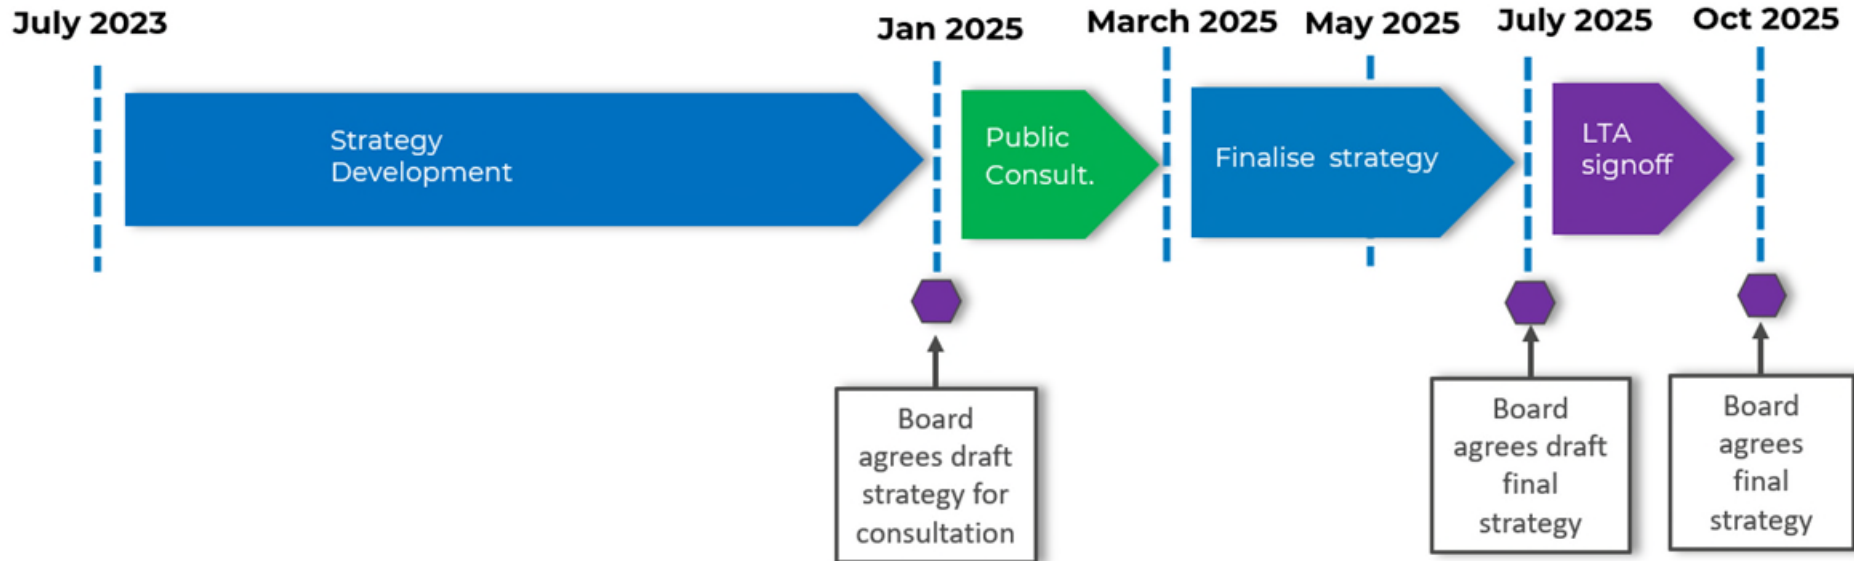 July 2023
Jan 2025
March 2025
May 2025
July 2025
Oct 2025
Strategy
Development
Public
Consult.
Finalise strategy
LTA
signoff
Board
agrees draft
strategy for
consultation
Board
agrees draft
final
strategy
Board
agrees
final
strategy